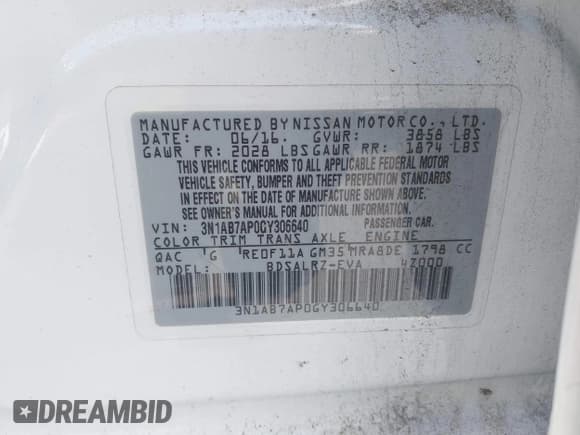 MANUFACTURED BY NISSAN MOTOR CO., LTD.
DATE: 06/16. GVWR: 3858 LBS
GAWR FR: 2028 LBS GAWR RR: 1874 LBS
THIS VEHICLE CONFORMS TO ALL APPLICABLE FEDERAL MOTOR
VEHICLE SAFETY, BUMPER AND THEFT PREVENTION STANDARDS
IN EFFECT ON THE DATE OF MANUFACTURE SHOWN ABOVE.
SEE OWNER'S MANUAL FOR ADDITIONAL INFORMATION.
VIN: 3N1AB7AP0GY306640 PASSENGER CAR.
COLOR TRIM TRANS AXLE ENGINE
QAC G RE0F11A GM35 MRA8DE 1798 CC
MODEL: BDSALRZ-EVA 4Z000
3N1AB7AP0GY306640
DREAMBID